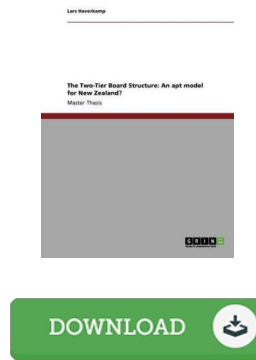 Lars Haverkamp
The Two-Tier Board Structure: An apt model
for New Zealand?
Master Thesis
GRIN
DOWNLOAD